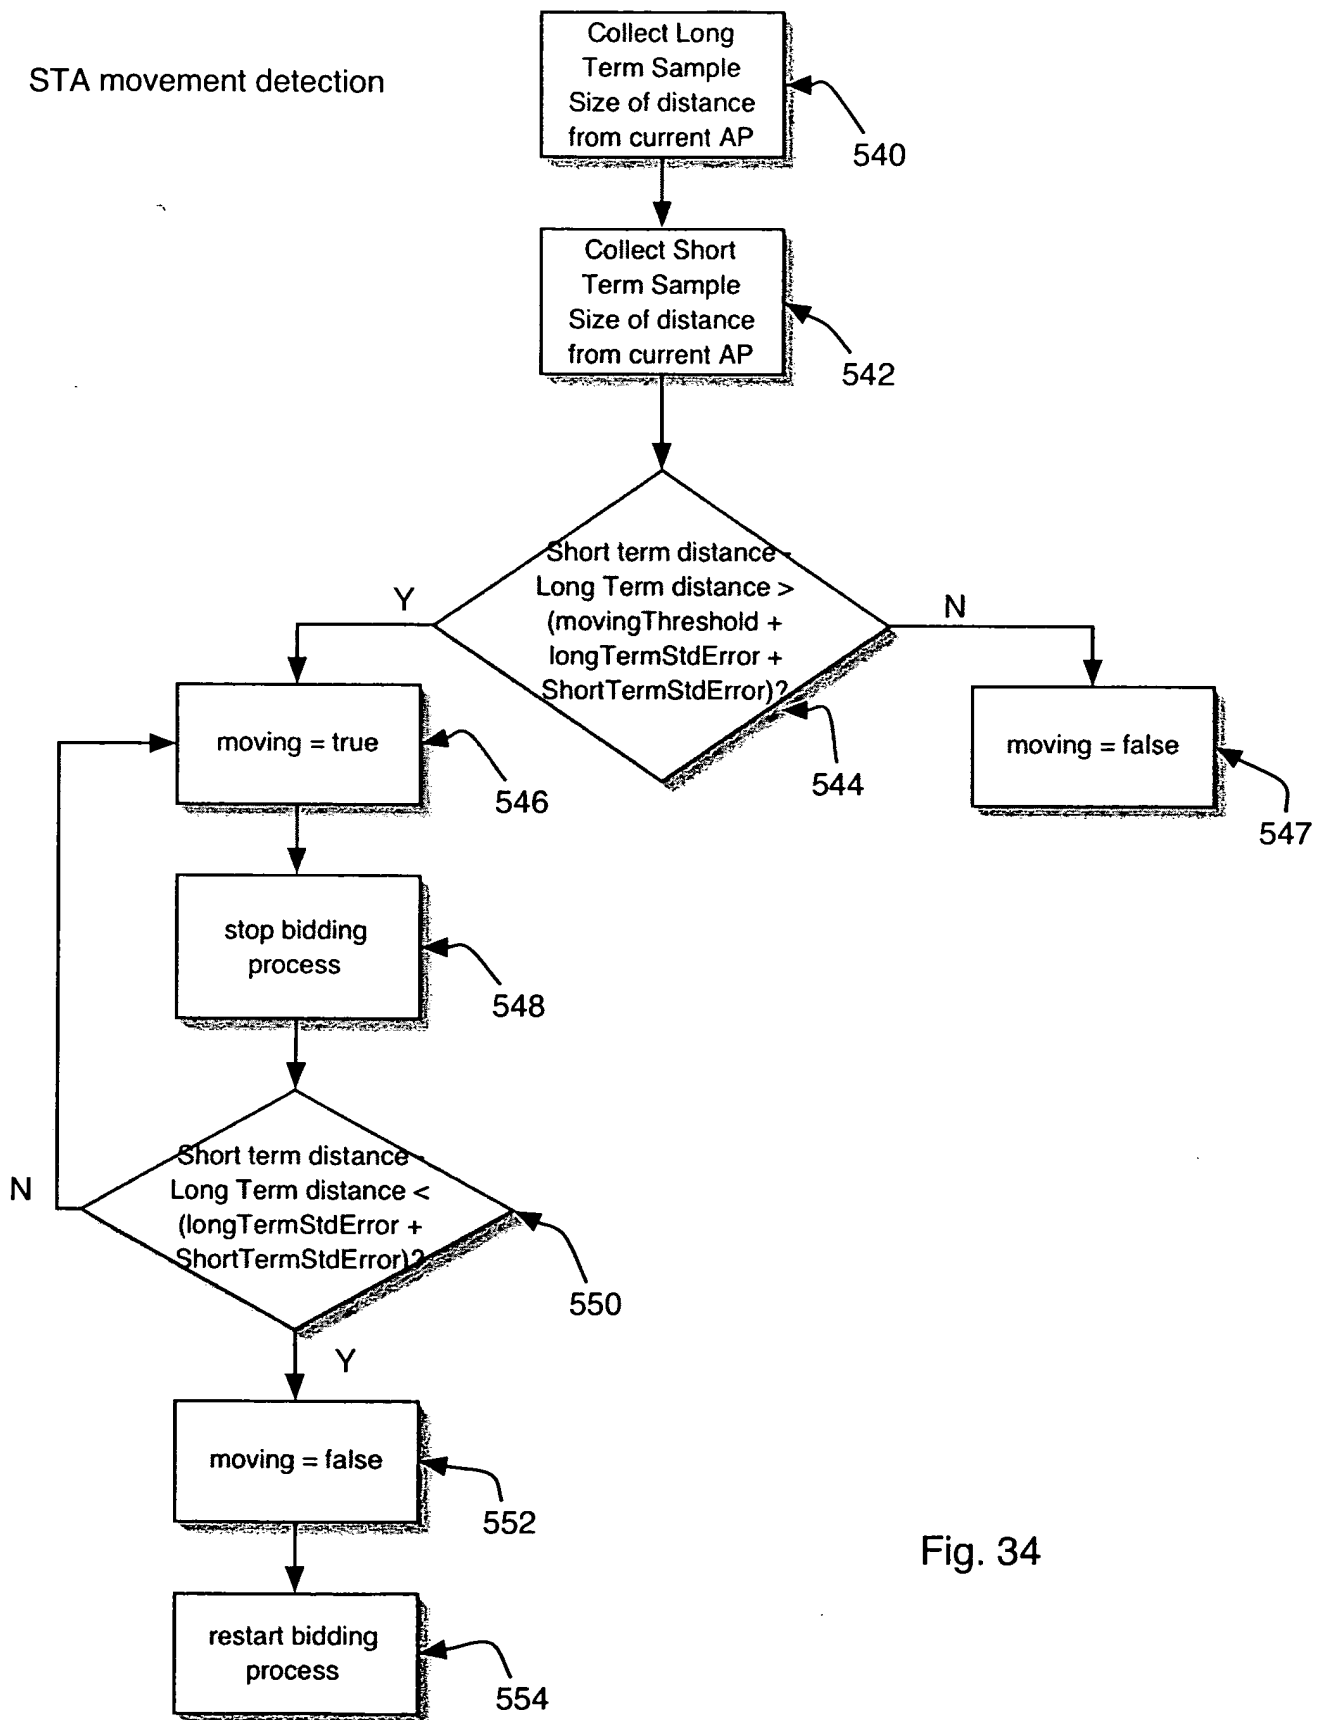 STA movement detection
Collect Long
Term Sample
Size of distance
from current AP
540
Collect Short
Term Sample
Size of distance
from current AP
542
Short term distance -
Long Term distance >
(movingThreshold +
longTermStdError +
ShortTermStdError)?
Y
N
544
moving = true
546
moving = false
547
stop bidding
process
548
Short term distance -
Long Term distance <
(longTermStdError +
ShortTermStdError)?
N
550
Y
moving = false
552
restart bidding
process
554
Fig. 34